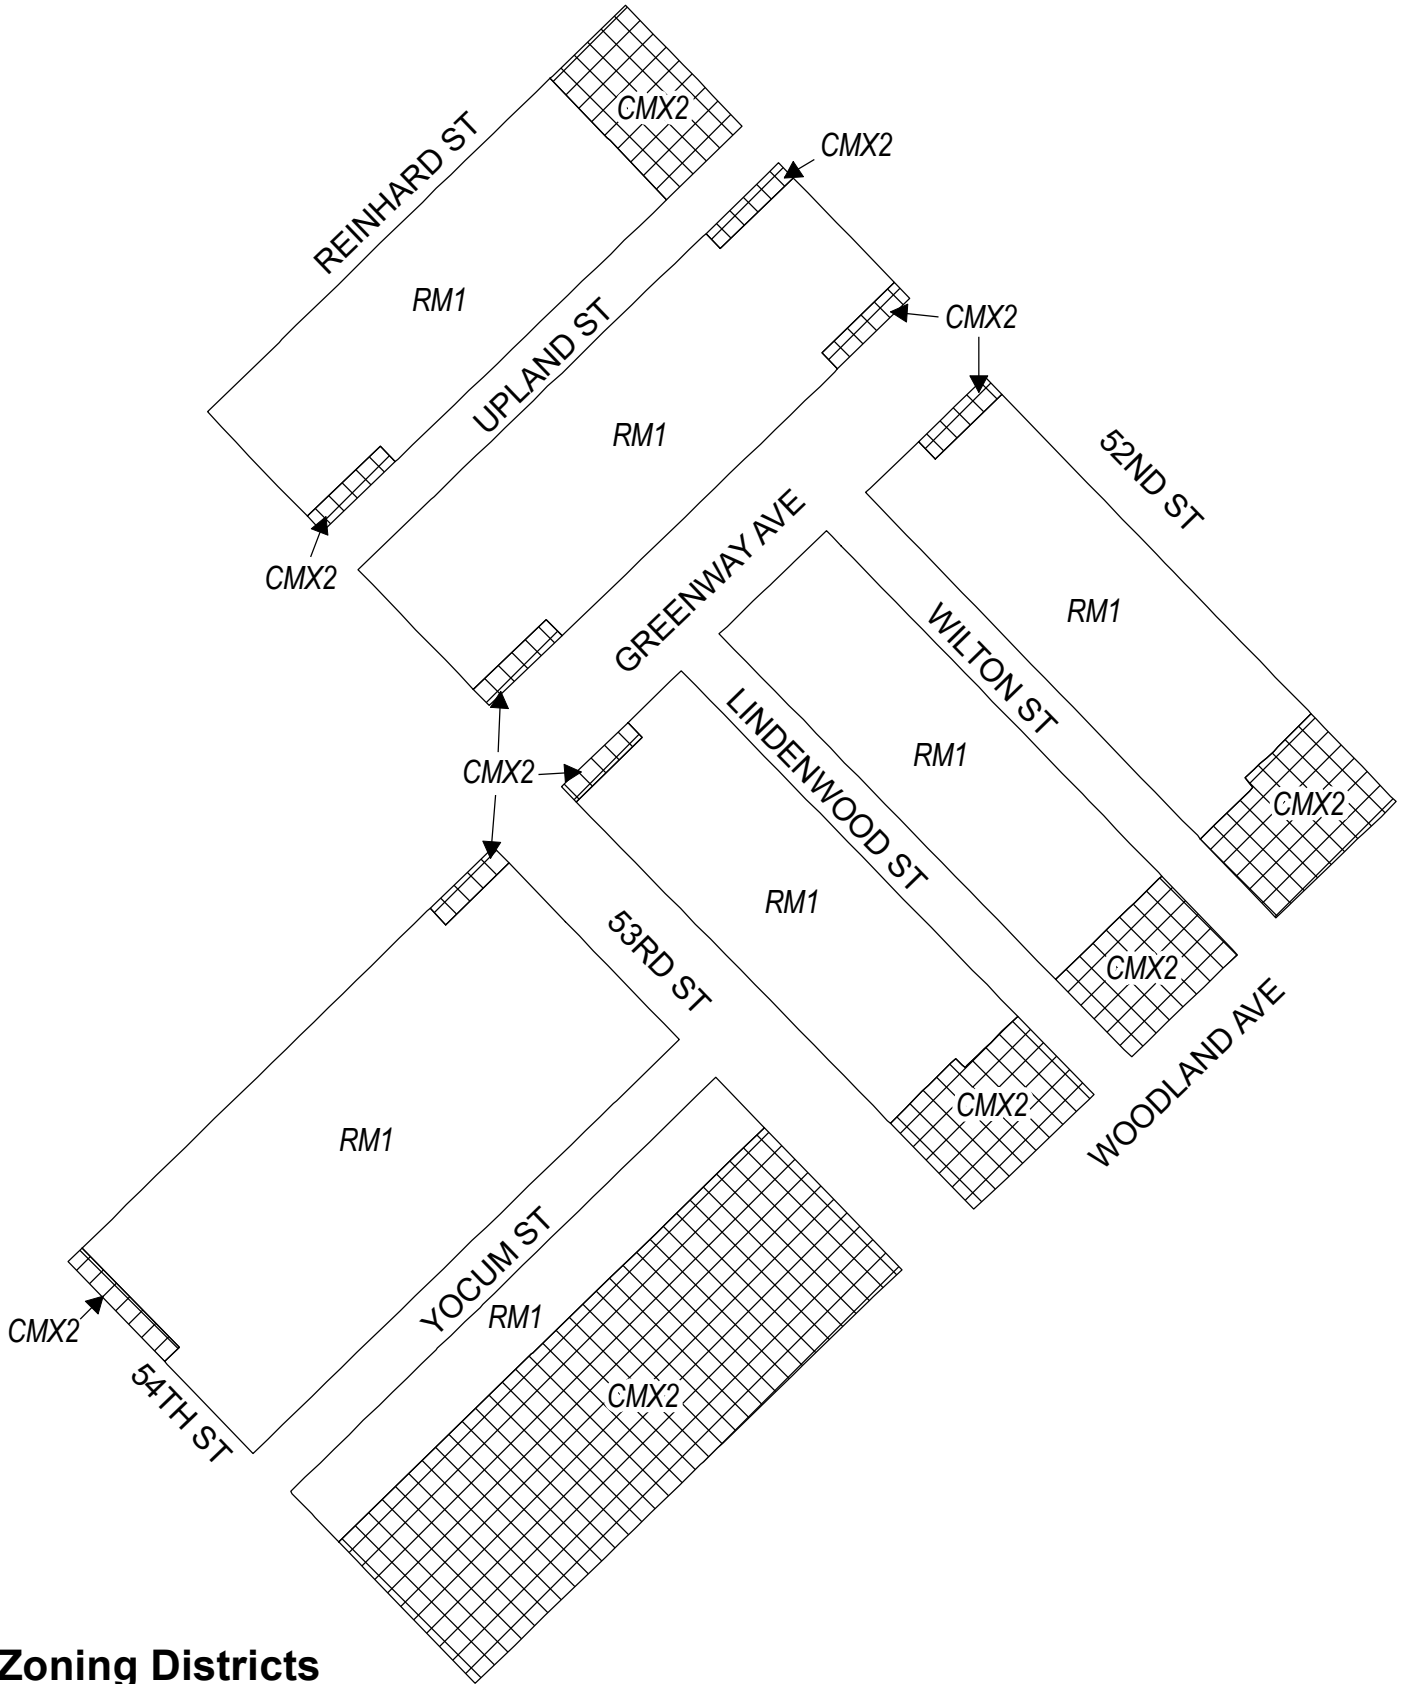 CMX2
CMX2
REINHARD ST
RM1
CMX2
UPLAND ST
RM1
52ND ST
GREENWAY AVE
CMX2
RM1
WILTON ST
LINDENWOOD ST
RM1
CMX2
CMX2
RM1
53RD ST
CMX2
WOODLAND AVE
CMX2
RM1
YOCUM ST
RM1
CMX2
54TH ST
CMX2
Zoning Districts